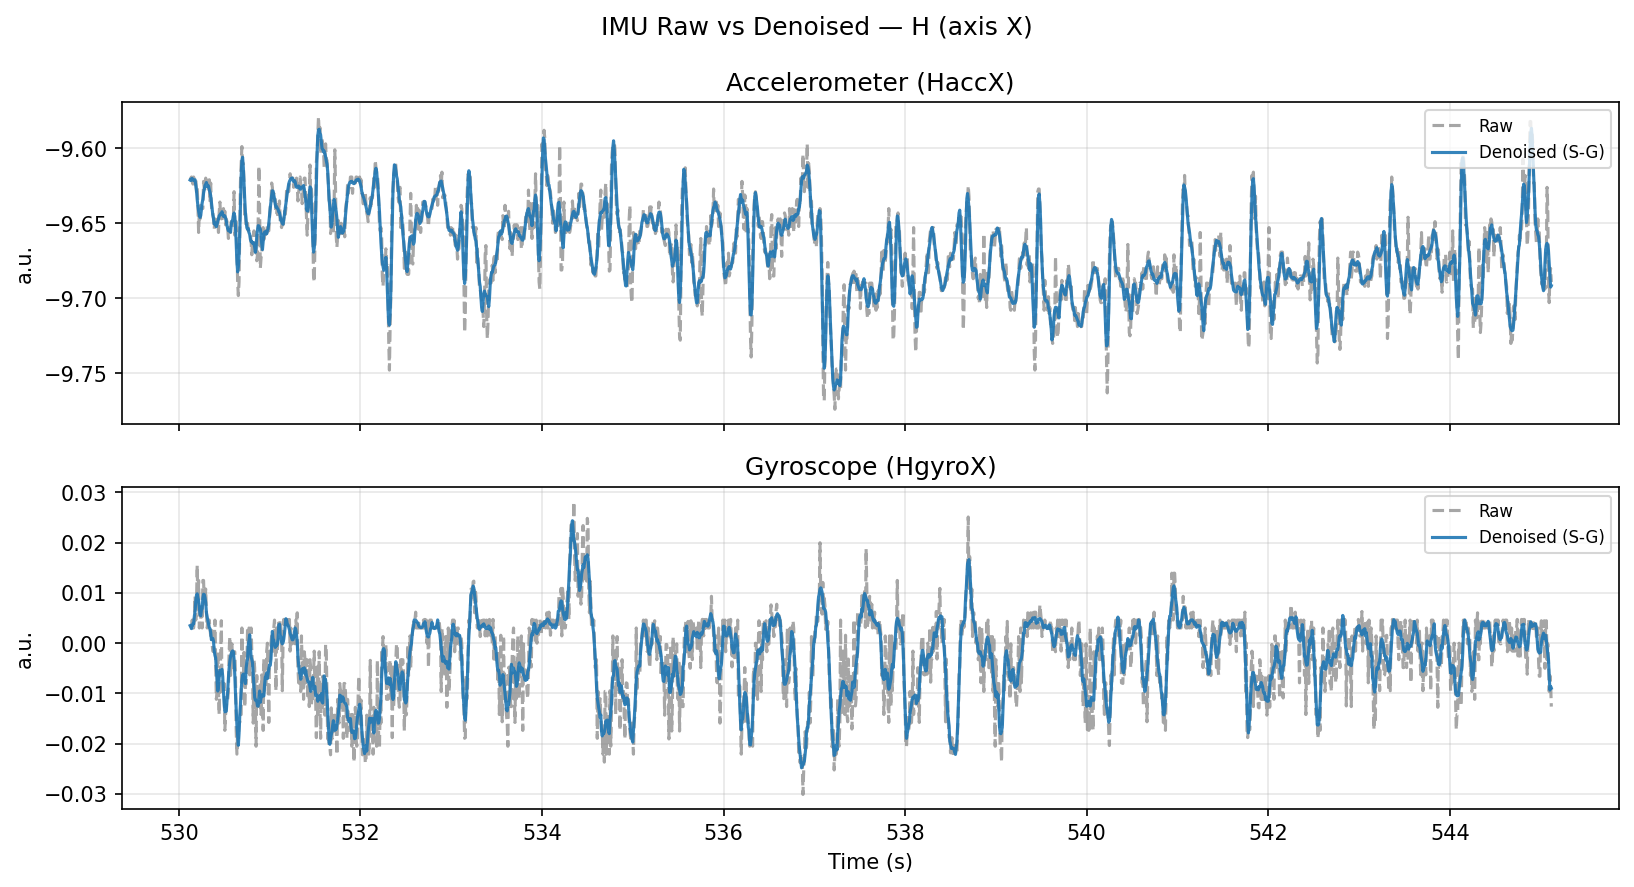 IMU Raw vs Denoised — H (axis X)
Accelerometer (HaccX)
a.u.
−9.60
−9.65
−9.70
−9.75
Raw
Denoised (S-G)
Gyroscope (HgyroX)
a.u.
0.03
0.02
0.01
0.00
−0.01
−0.02
−0.03
Raw
Denoised (S-G)
530 532 534 536 538 540 542 544
Time (s)